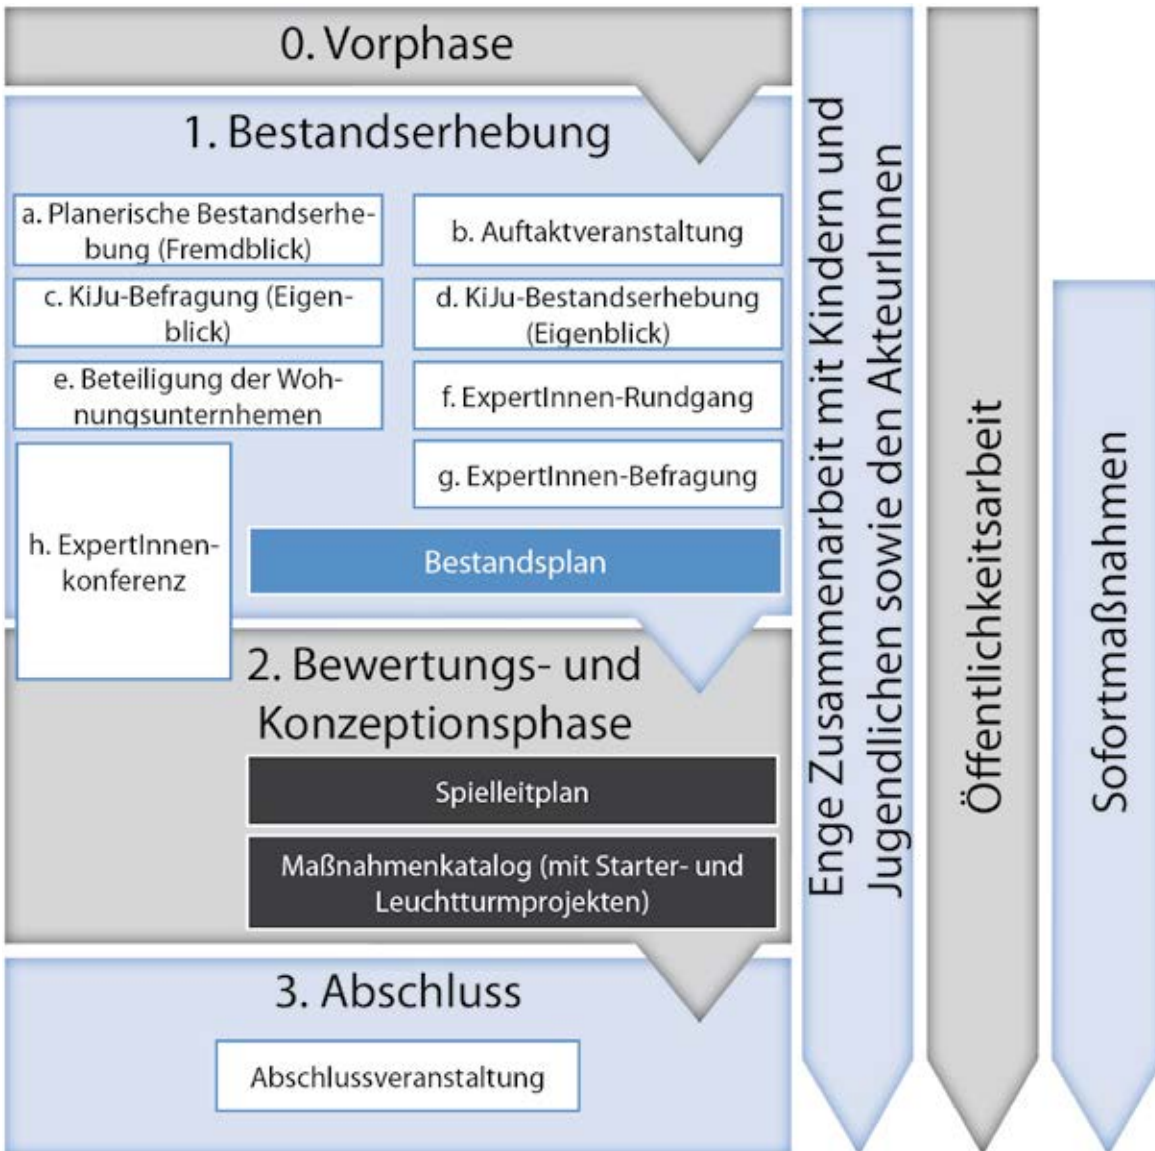 0. Vorphase
1. Bestandserhebung
a. Planerische Bestandserhe-
bung (Fremdblick)
b. Auftaktveranstaltung
c. KiJu-Befragung (Eigen-
blick)
d. KiJu-Bestandserhebung
(Eigenblick)
e. Beteiligung der Woh-
nungsunternhemen
f. ExpertInnen-Rundgang
g. ExpertInnen-Befragung
h. ExpertInnen-
konferenz
Bestandsplan
2. Bewertungs- und
Konzeptionsphase
Spielleitplan
Maßnahmenkatalog (mit Starter- und
Leuchtturmprojekten)
3. Abschluss
Abschlussveranstaltung
Enge Zusammenarbeit mit Kindern und
Jugendlichen sowie den AkteurInnen
Öffentlichkeitsarbeit
Sofortmaßnahmen